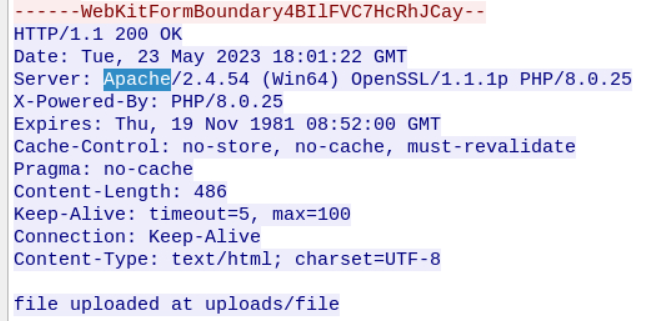 ------WebKitFormBoundary4BIlFVC7HcRhJCay--
HTTP/1.1 200 OK
Date: Tue, 23 May 2023 18:01:22 GMT
Server: Apache/2.4.54 (Win64) OpenSSL/1.1.1p PHP/8.0.25
X-Powered-By: PHP/8.0.25
Expires: Thu, 19 Nov 1981 08:52:00 GMT
Cache-Control: no-store, no-cache, must-revalidate
Pragma: no-cache
Content-Length: 486
Keep-Alive: timeout=5, max=100
Connection: Keep-Alive
Content-Type: text/html; charset=UTF-8
file uploaded at uploads/file